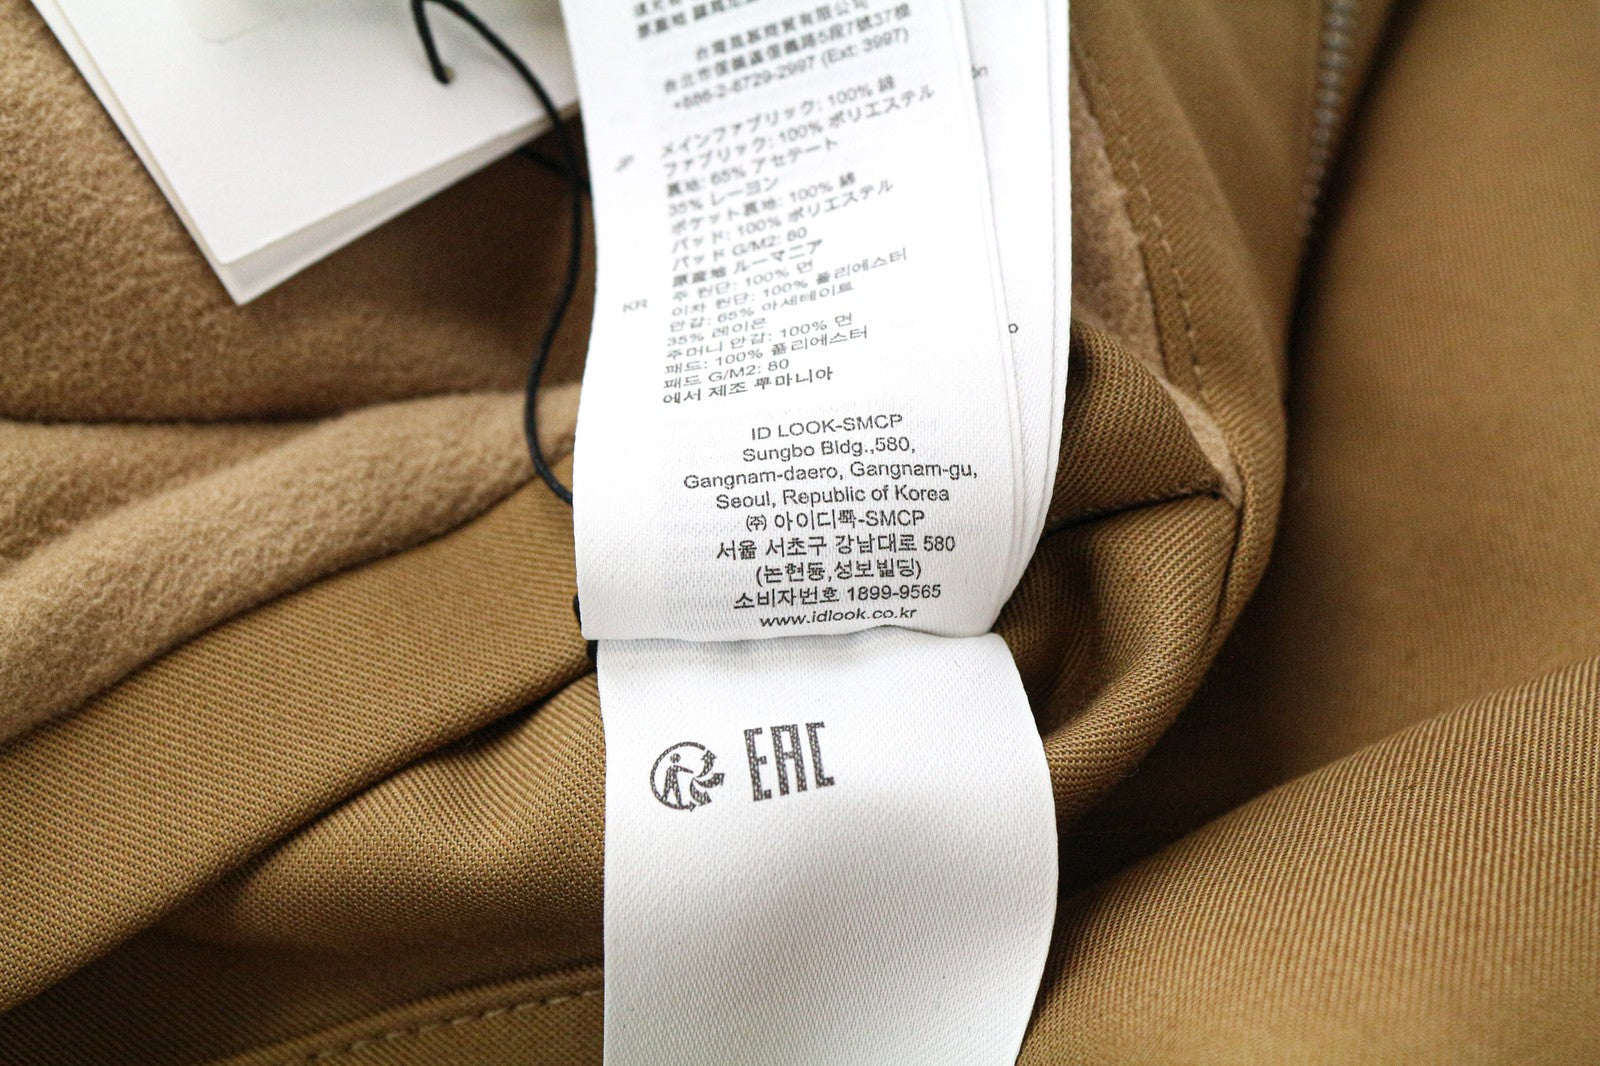 台北市信義區信義路5段7號37樓
+886-2-8729-2997 (Ext: 3997)
JP
メインファブリック: 100% 綿
ファブリック: 100% ポリエステル
裏地: 65% アセテート
35% レーヨン
ポケット裏地: 100% 綿
パッド: 100% ポリエステル
パッド G/M2: 80
原産地 ルーマニア
KR
주 원단: 100% 면
이차 원단: 100% 폴리에스터
안감: 65% 아세테이트
35% 레이온
주머니 안감: 100% 면
패드: 100% 폴리에스터
패드 G/M2: 80
에서 제조 루마니아
ID LOOK-SMCP
Sungbo Bldg.,580,
Gangnam-daero, Gangnam-gu,
Seoul, Republic of Korea
㈜ 아이디룩-SMCP
서울 서초구 강남대로 580
(논현동,성보빌딩)
소비자번호 1899-9565
www.idlook.co.kr
EAC